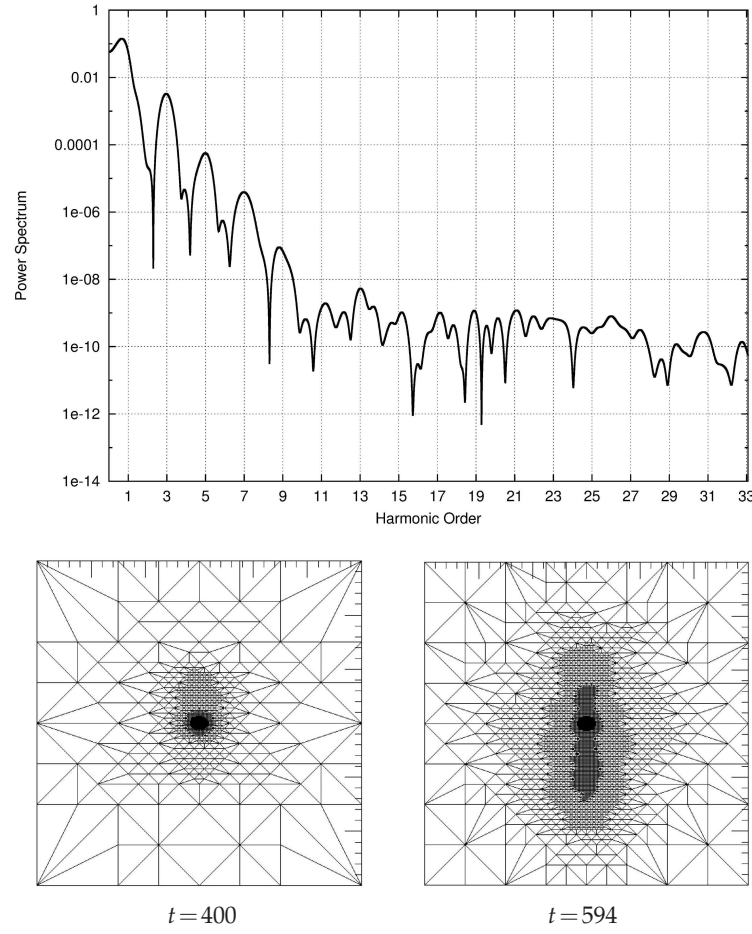 1
0.01
0.0001
1e-06
1e-08
1e-10
1e-12
1e-14
Power Spectrum
1 3 5 7 9 11 13 15 17 19 21 23 25 27 29 31 33
Harmonic Order
t=400
t=594